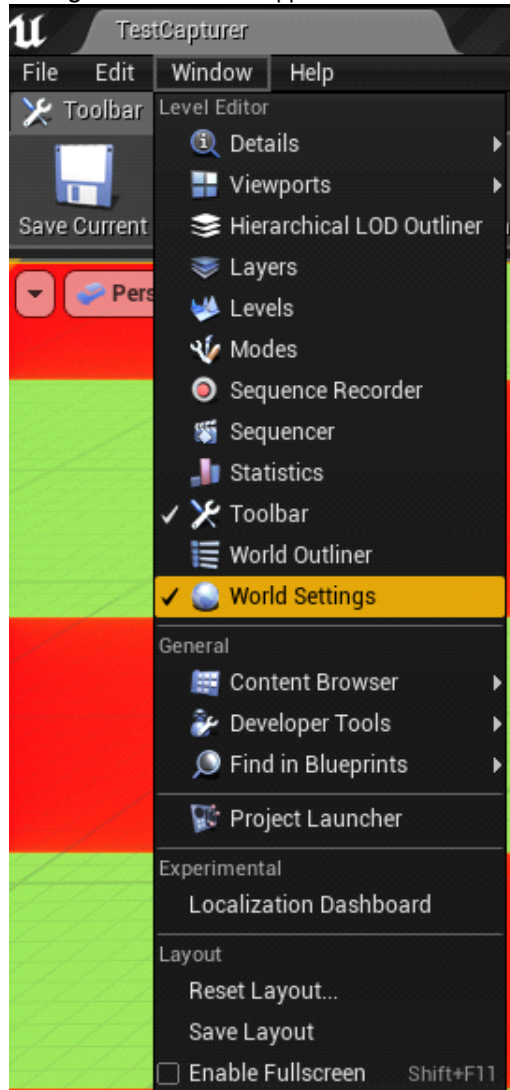 TestCapturer
File Edit Window Help
Toolbar
Level Editor
Details
Viewports
Save Current
Hierarchical LOD Outliner
Layers
Pers
Levels
Modes
Sequence Recorder
Sequencer
Statistics
Toolbar
World Outliner
World Settings
General
Content Browser
Developer Tools
Find in Blueprints
Project Launcher
Experimental
Localization Dashboard
Layout
Reset Layout...
Save Layout
Enable Fullscreen Shift+F11